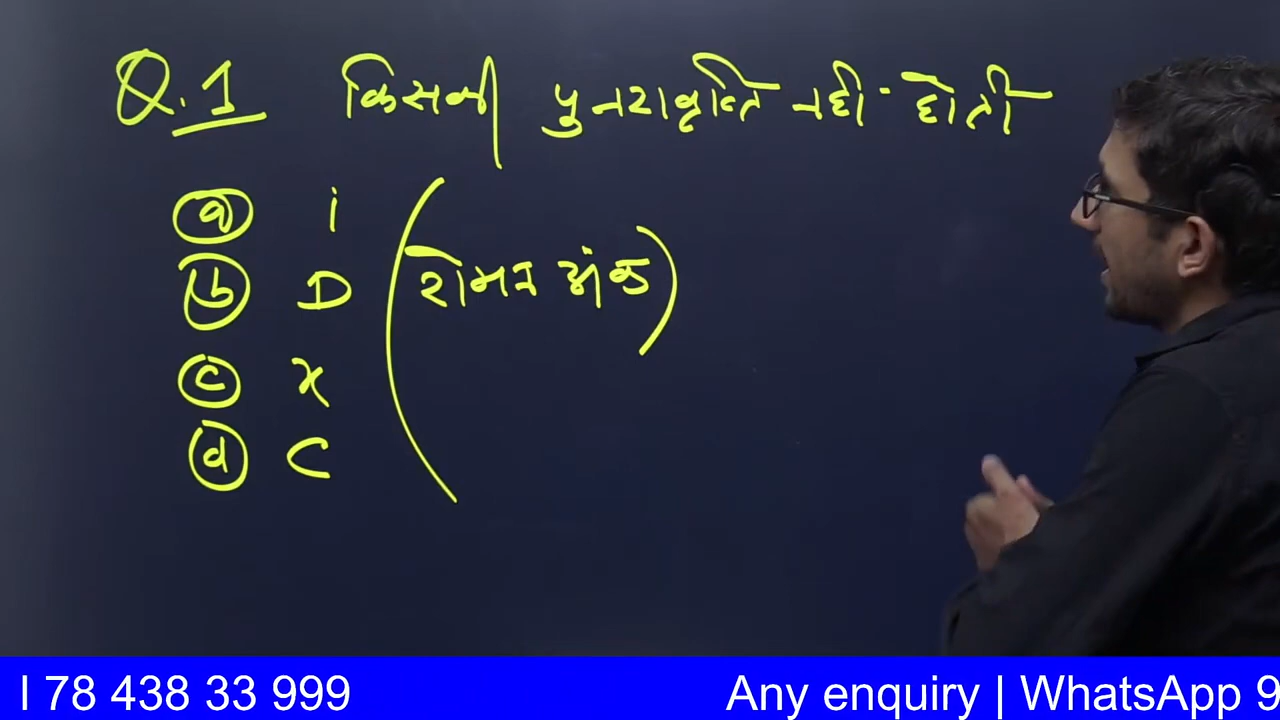 Q.1 किसकी पुनरावृत्ति नहीं होती
a i
b D (रोमन अंक)
c x
d C
l 78 438 33 999 Any enquiry | WhatsApp 9